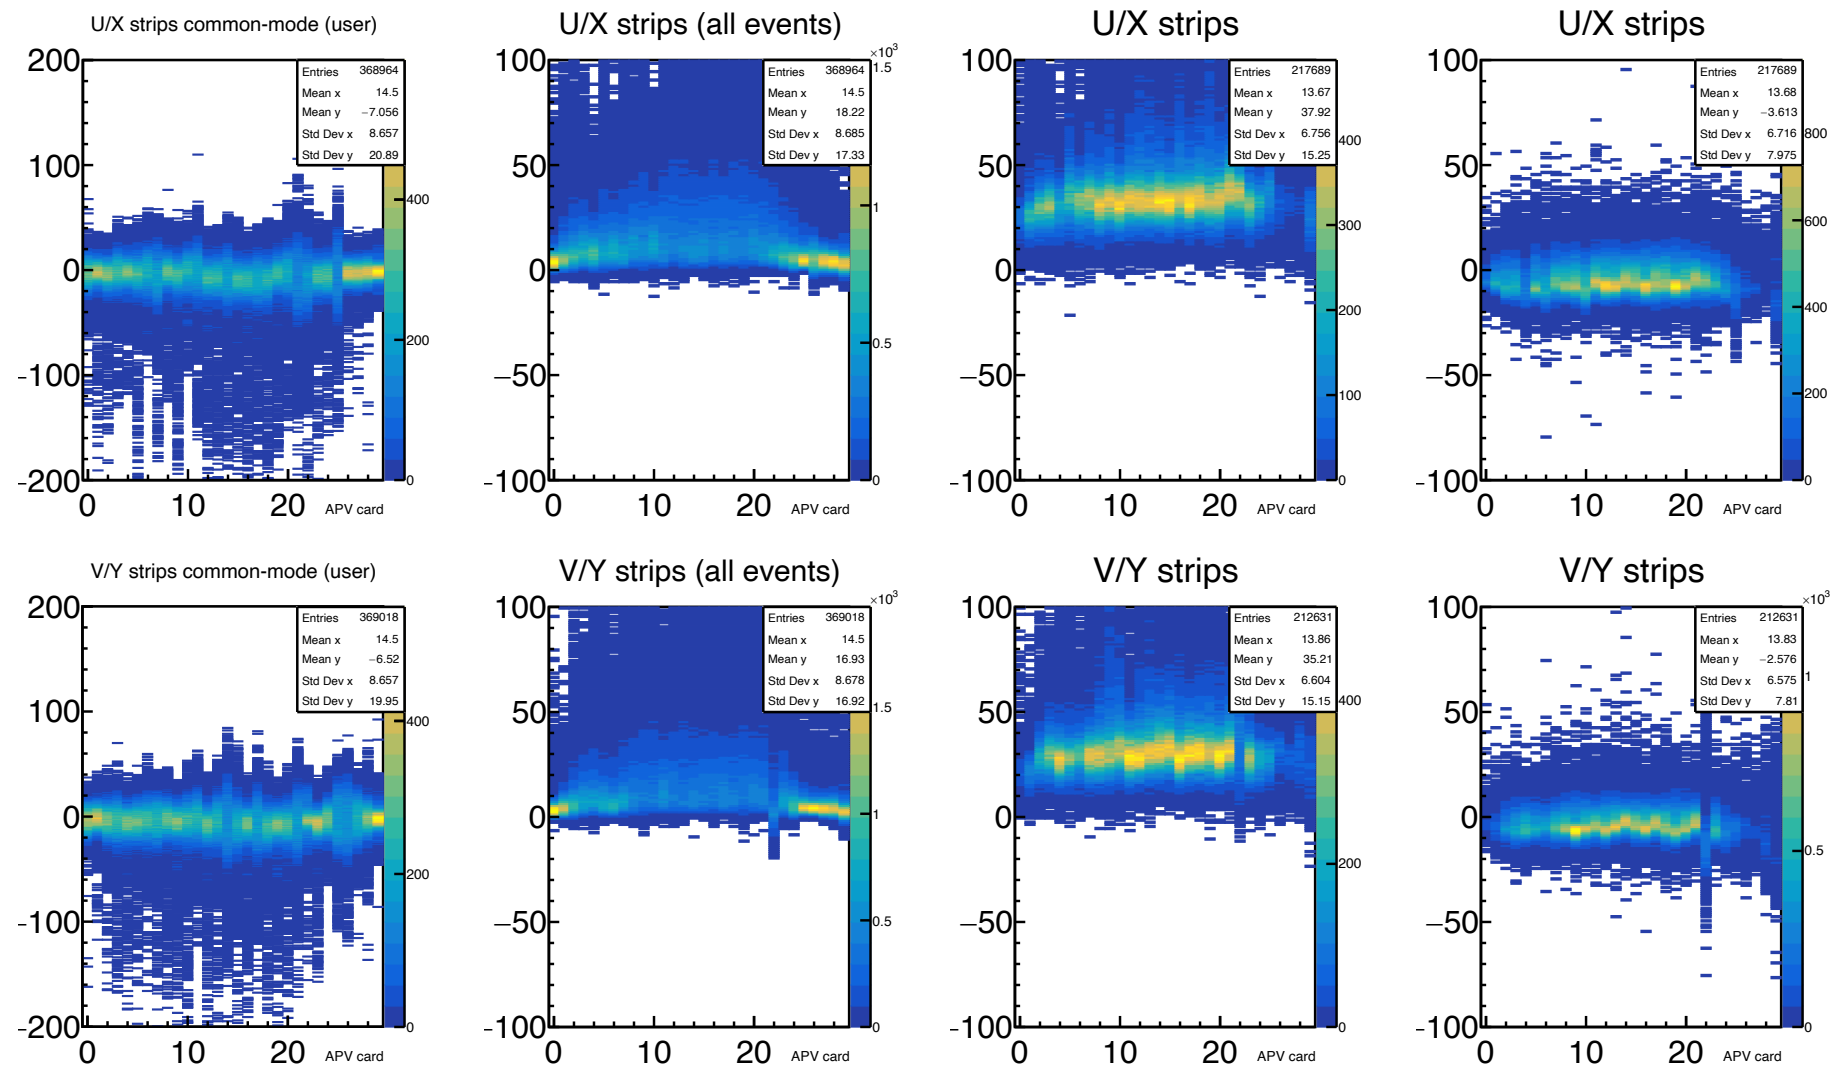 U/X strips common-mode (user)
200
100
0
-100
-200
0
10
20
APV card
Entries 368964
Mean x 14.5
Mean y −7.056
Std Dev x 8.657
Std Dev y 20.89
400
200
0
U/X strips (all events)
×10³
100
50
0
−50
-100
0
10
20
APV card
Entries 368964
Mean x 14.5
Mean y 18.22
Std Dev x 8.685
Std Dev y 17.33
1.5
1
0.5
0
U/X strips
100
50
0
−50
-100
0
10
20
APV card
Entries 217689
Mean x 13.67
Mean y 37.92
Std Dev x 6.756
Std Dev y 15.25
400
300
200
100
0
U/X strips
100
50
0
−50
-100
0
10
20
APV card
Entries 217689
Mean x 13.68
Mean y −3.613
Std Dev x 6.716
Std Dev y 7.975
800
600
400
200
0
V/Y strips common-mode (user)
200
100
0
-100
-200
0
10
20
APV card
Entries 369018
Mean x 14.5
Mean y −6.52
Std Dev x 8.657
Std Dev y 19.95
400
200
0
V/Y strips (all events)
×10³
100
50
0
−50
-100
0
10
20
APV card
Entries 369018
Mean x 14.5
Mean y 16.93
Std Dev x 8.678
Std Dev y 16.92
1.5
1
0.5
0
V/Y strips
100
50
0
−50
-100
0
10
20
APV card
Entries 212631
Mean x 13.86
Mean y 35.21
Std Dev x 6.604
Std Dev y 15.15
400
200
0
V/Y strips
×10³
100
50
0
−50
-100
0
10
20
APV card
Entries 212631
Mean x 13.83
Mean y −2.576
Std Dev x 6.575
Std Dev y 7.81
1
0.5
0